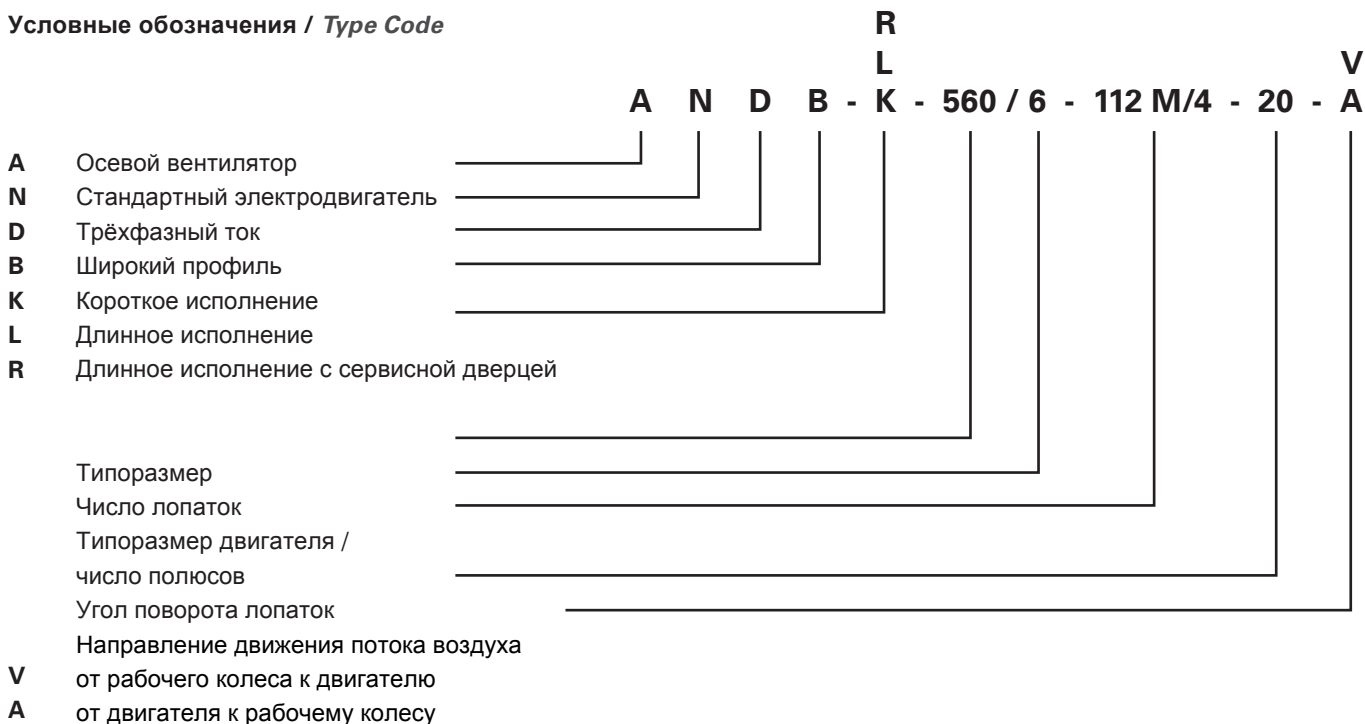 Условные обозначения / Type Code
R
L
V
A N D B - K - 560 / 6 - 112 M/4 - 20 - A
A Осевой вентилятор
N Стандартный электродвигатель
D Трёхфазный ток
B Широкий профиль
K Короткое исполнение
L Длинное исполнение
R Длинное исполнение с сервисной дверцей
Типоразмер
Число лопаток
Типоразмер двигателя /
число полюсов
Угол поворота лопаток
Направление движения потока воздуха
V от рабочего колеса к двигателю
A от двигателя к рабочему колесу